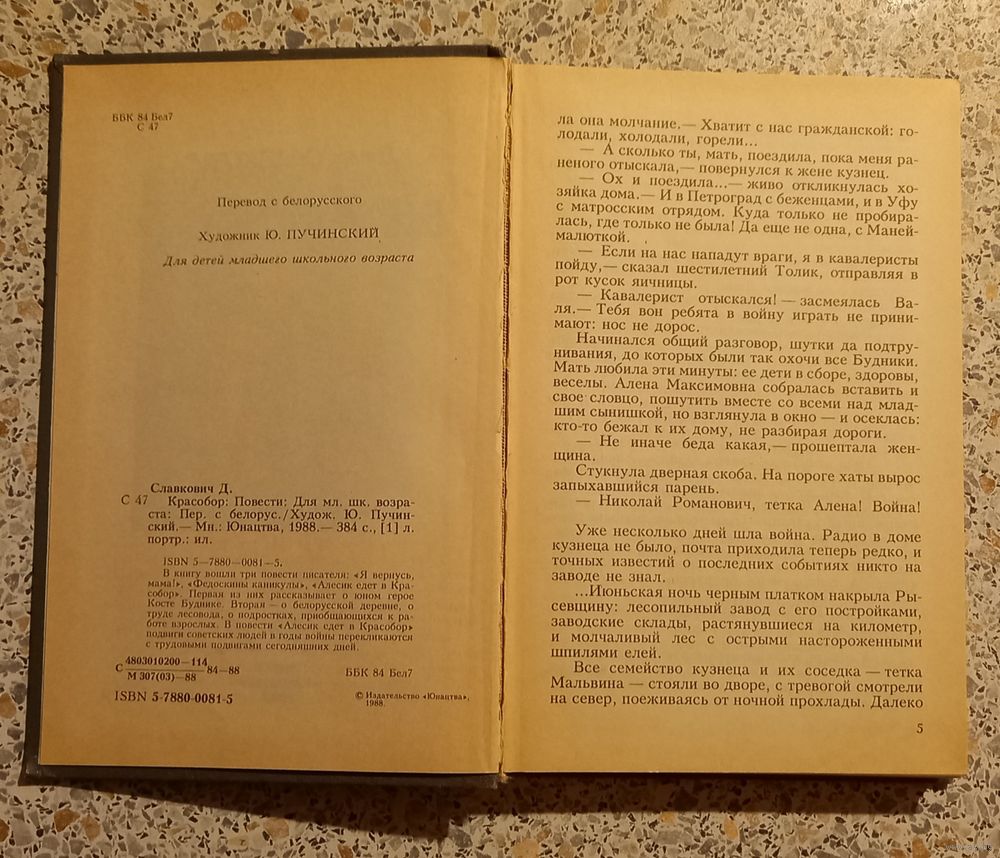 ББК 84 Бел7
С 47
Перевод с белорусского
Художник Ю. ПУЧИНСКИЙ
Для детей младшего школьного возраста
Славкович Д.
С 47 Красобор: Повести: Для мл. шк. возра-
ста: Пер. с белорус./Худож. Ю. Пучин-
ский.— Мн.: Юнацтва, 1988.— 384 с., [1] л.
портр.: ил.
ISBN 5—7880—0081—5.
В книгу вошли три повести писателя: «Я вернусь,
мама!», «Федоскины каникулы», «Алесик едет в Кра-
собор». Первая из них рассказывает о юном герое
Косте Буднике. Вторая — о белорусской деревне, о
труде лесовода, о подростках, приобщающихся к ра-
боте взрослых. В повести «Алесик едет в Красобор»
подвиги советских людей в годы войны перекликаются
с трудовыми подвигами сегодняшних дней.
С 4803010200—114 84—88
М 307(03)—88
ББК 84 Бел7
ISBN 5-7880-0081-5
© Издательство «Юнацтва»,
1988.
ла она молчание.— Хватит с нас гражданской: го-
лодали, холодали, горели...
— А сколько ты, мать, поездила, пока меня ра-
неного отыскала,— повернулся к жене кузнец.
— Ох и поездила...— живо откликнулась хо-
зяйка дома.— И в Петроград с беженцами, и в Уфу
с матросским отрядом. Куда только не пробира-
лась, где только не была! Да еще не одна, с Маней-
малюткой.
— Если на нас нападут враги, я в кавалеристы
пойду,— сказал шестилетний Толик, отправляя в
рот кусок яичницы.
— Кавалерист отыскался! — засмеялась Ва-
ля.— Тебя вон ребята в войну играть не прини-
мают: нос не дорос.
Начинался общий разговор, шутки да подтру-
нивания, до которых были так охочи все Будники.
Мать любила эти минуты: ее дети в сборе, здоровы,
веселы. Алена Максимовна собралась вставить и
свое словцо, пошутить вместе со всеми над млад-
шим сынишкой, но взглянула в окно — и осеклась:
кто-то бежал к их дому, не разбирая дороги.
— Не иначе беда какая,— прошептала жен-
щина.
Стукнула дверная скоба. На пороге хаты вырос
запыхавшийся парень.
— Николай Романович, тетка Алена! Война!
Уже несколько дней шла война. Радио в доме
кузнеца не было, почта приходила теперь редко, и
точных известий о последних событиях никто на
заводе не знал.
...Июньская ночь черным платком накрыла Ры-
севщину: лесопильный завод с его постройками,
заводские склады, растянувшиеся на километр,
и молчаливый лес с острыми настороженными
шпилями елей.
Все семейство кузнеца и их соседка — тетка
Мальвина — стояли во дворе, с тревогой смотрели
на север, поеживаясь от ночной прохлады. Далеко
5